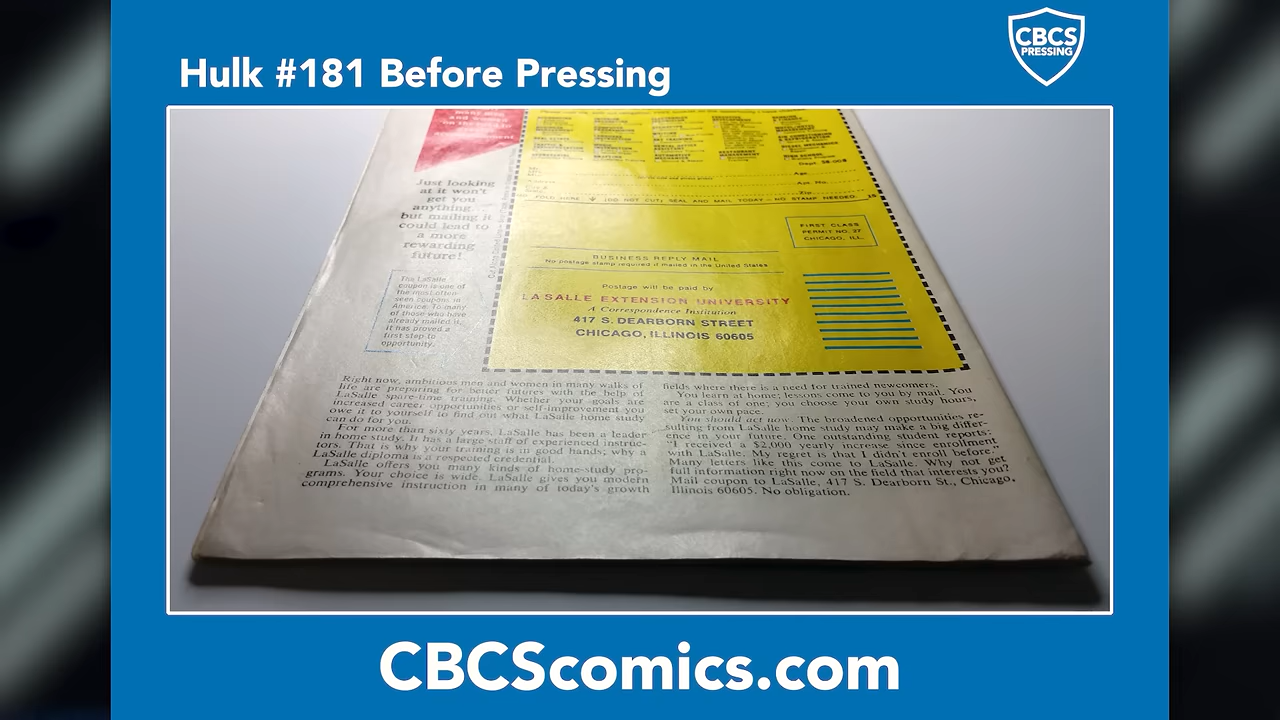 CBCS
PRESSING
Hulk #181 Before Pressing
Just looking
at it won't
get you
anything...
but mailing it
could lead to
a more
rewarding
future!
The LaSalle
coupon is one of
the most often-
seen coupons in
America. To many
of those who have
already mailed it,
it has proved a
first step to
opportunity.
FIRST CLASS
PERMIT NO. 37
CHICAGO, ILL.
BUSINESS REPLY MAIL
No postage stamp required if mailed in the United States
Postage will be paid by
LA SALLE EXTENSION UNIVERSITY
A Correspondence Institution
417 S. DEARBORN STREET
CHICAGO, ILLINOIS 60605
Right now, ambitious men and women in many walks of
life are preparing for better futures with the help of
LaSalle spare-time training. Whether your goals are
increased career opportunities or self-improvement you
owe it to yourself to find out what LaSalle home study
can do for you.
For more than sixty years, LaSalle has been a leader
in home study. It has a large staff of experienced instruc-
tors. That is why your training is in good hands; why a
LaSalle diploma is a respected credential.
LaSalle offers you many kinds of home-study pro-
grams. Your choice is wide. LaSalle gives you modern
comprehensive instruction in many of today's growth
fields where there is a need for trained newcomers.
You learn at home; lessons come to you by mail. You
are a class of one; you choose your own study hours,
set your own pace.
You should act now. The broadened opportunities re-
sulting from LaSalle home study may make a big differ-
ence in your future. One outstanding student reports:
"I received a $2,000 yearly increase since enrollment
with LaSalle. My regret is that I didn't enroll before."
Many letters like this come to LaSalle. Why not get
full information right now on the field that interests you?
Mail coupon to LaSalle, 417 S. Dearborn St., Chicago,
Illinois 60605. No obligation.
CBCScomics.com